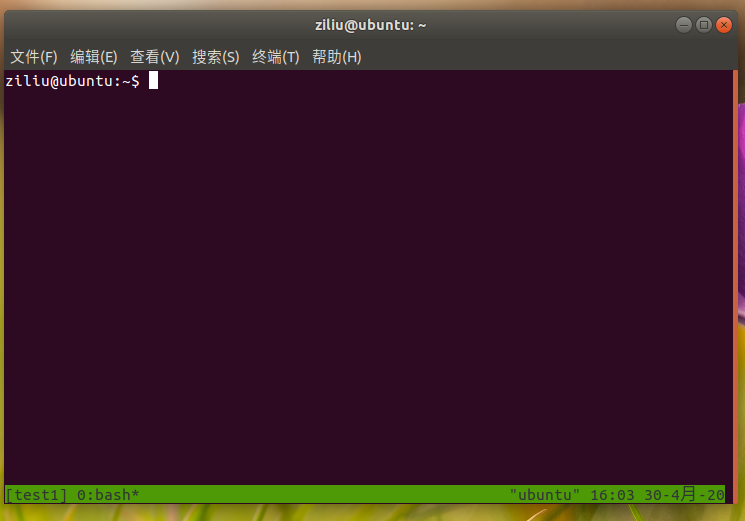 ziliu@ubuntu: ~
文件(F) 编辑(E) 查看(V) 搜索(S) 终端(T) 帮助(H)
ziliu@ubuntu:~$
[test1] 0:bash* "ubuntu" 16:03 30-4月-20